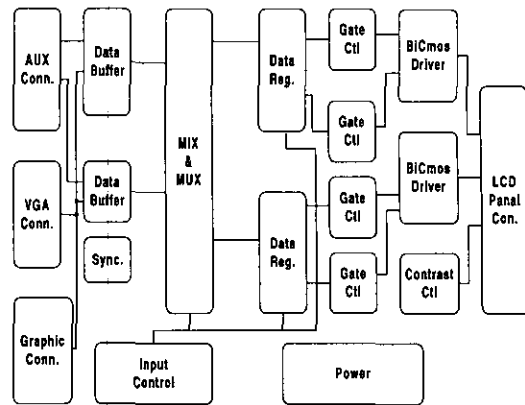 AUX
Conn.
Data
Buffer
MIX
&
MUX
Data
Reg.
Gate
Ctl
BiCmos
Driver
Gate
Ctl
VGA
Conn.
Data
Buffer
Sync.
Data
Reg.
Gate
Ctl
BiCmos
Driver
Gate
Ctl
Contrast
Ctl
LCD
Panal Con.
Graphic
Conn.
Input
Control
Power